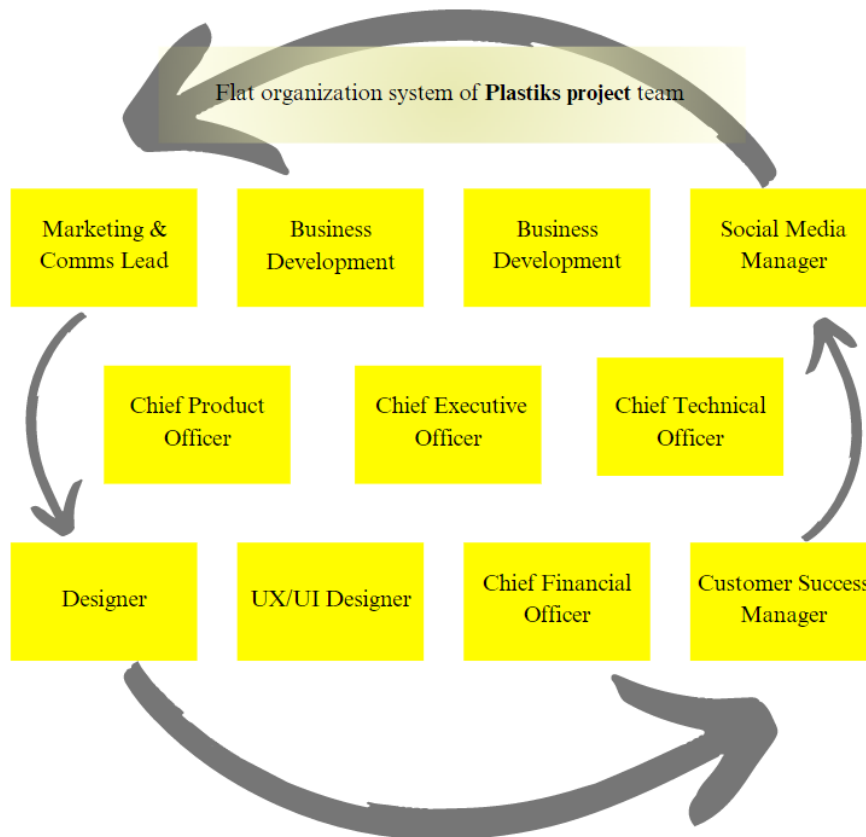 Flat organization system of Plastiks project team
Marketing &
Comms Lead
Business
Development
Business
Development
Social Media
Manager
Chief Product
Officer
Chief Executive
Officer
Chief Technical
Officer
Designer
UX/UI Designer
Chief Financial
Officer
Customer Success
Manager